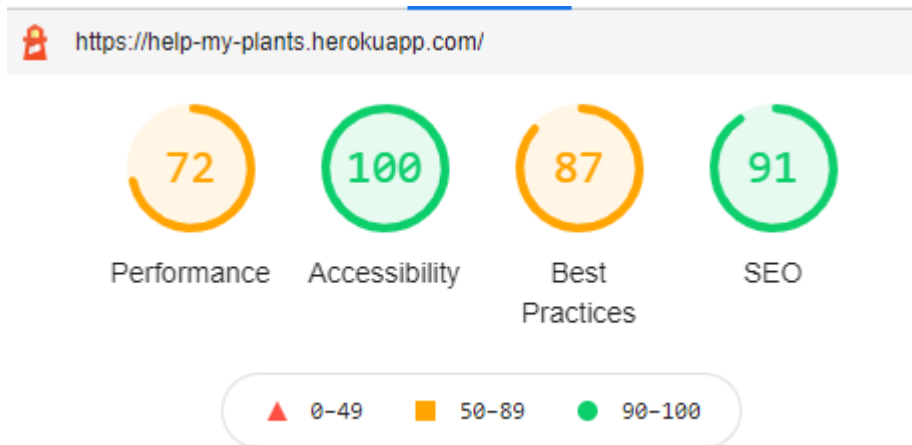 https://help-my-plants.herokuapp.com/
72 100 87 91
Performance Accessibility Best Practices SEO
0–49 50–89 90–100